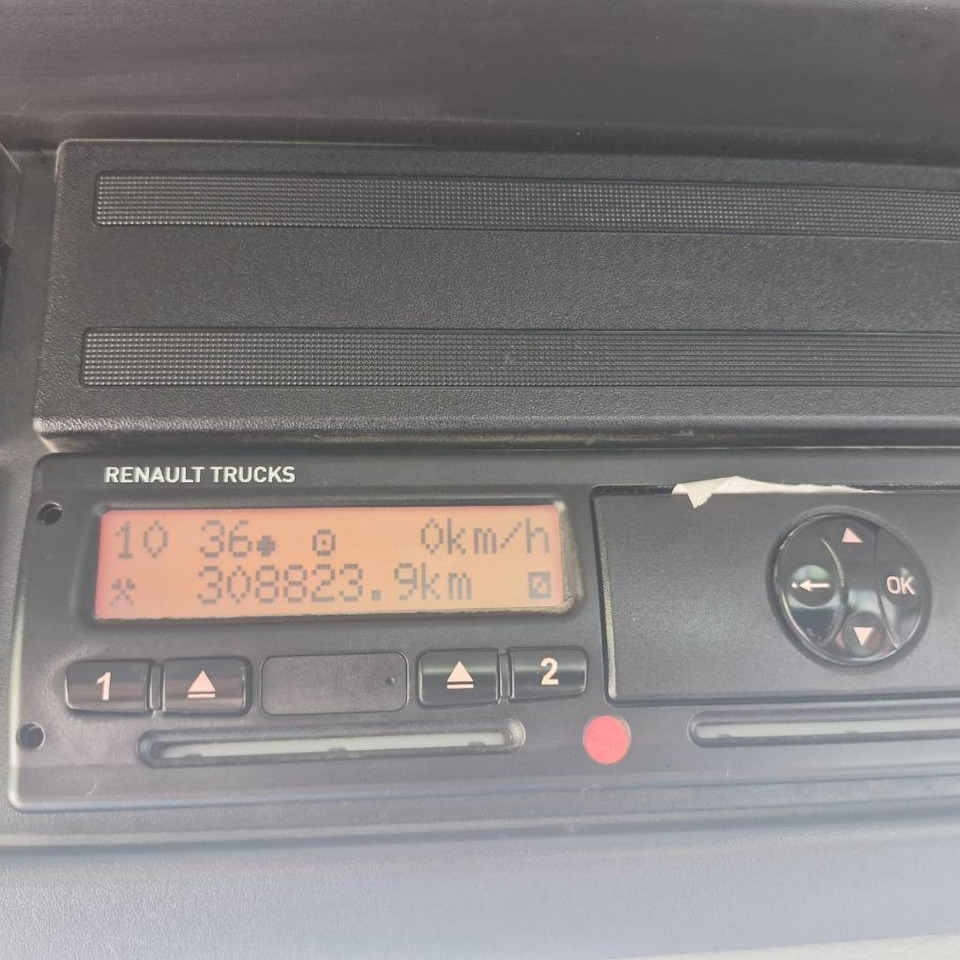 RENAULT TRUCKS
10 36 0km/h
308823.9km
1
2
OK